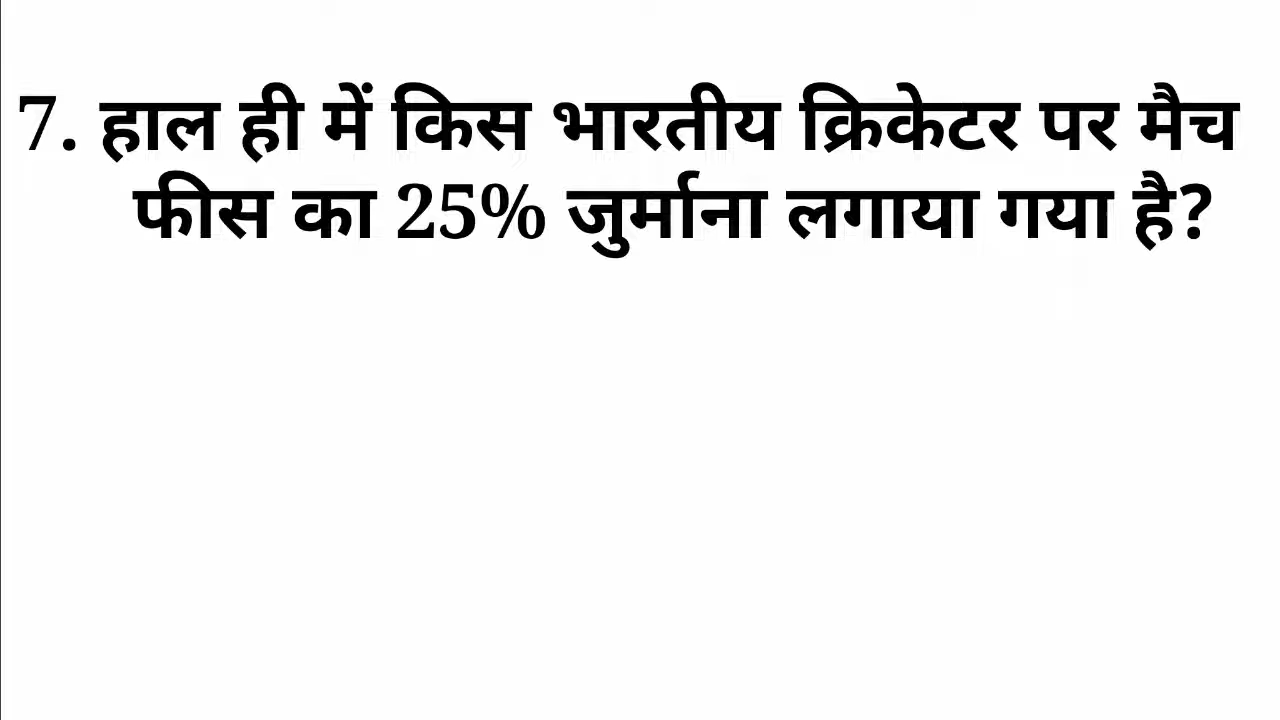 7. हाल ही में किस भारतीय क्रिकेटर पर मैच
फीस का 25% जुर्माना लगाया गया है?